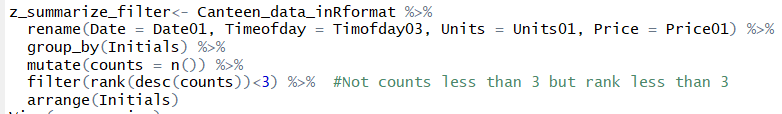 z_summarize_filter<- Canteen_data_inRformat %>%
rename(Date = Date01, Timeofday = Timofday03, Units = Units01, Price = Price01) %>%
group_by(Initials) %>%
mutate(counts = n()) %>%
filter(rank(desc(counts))<3) %>%  #Not counts less than 3 but rank less than 3
arrange(Initials)